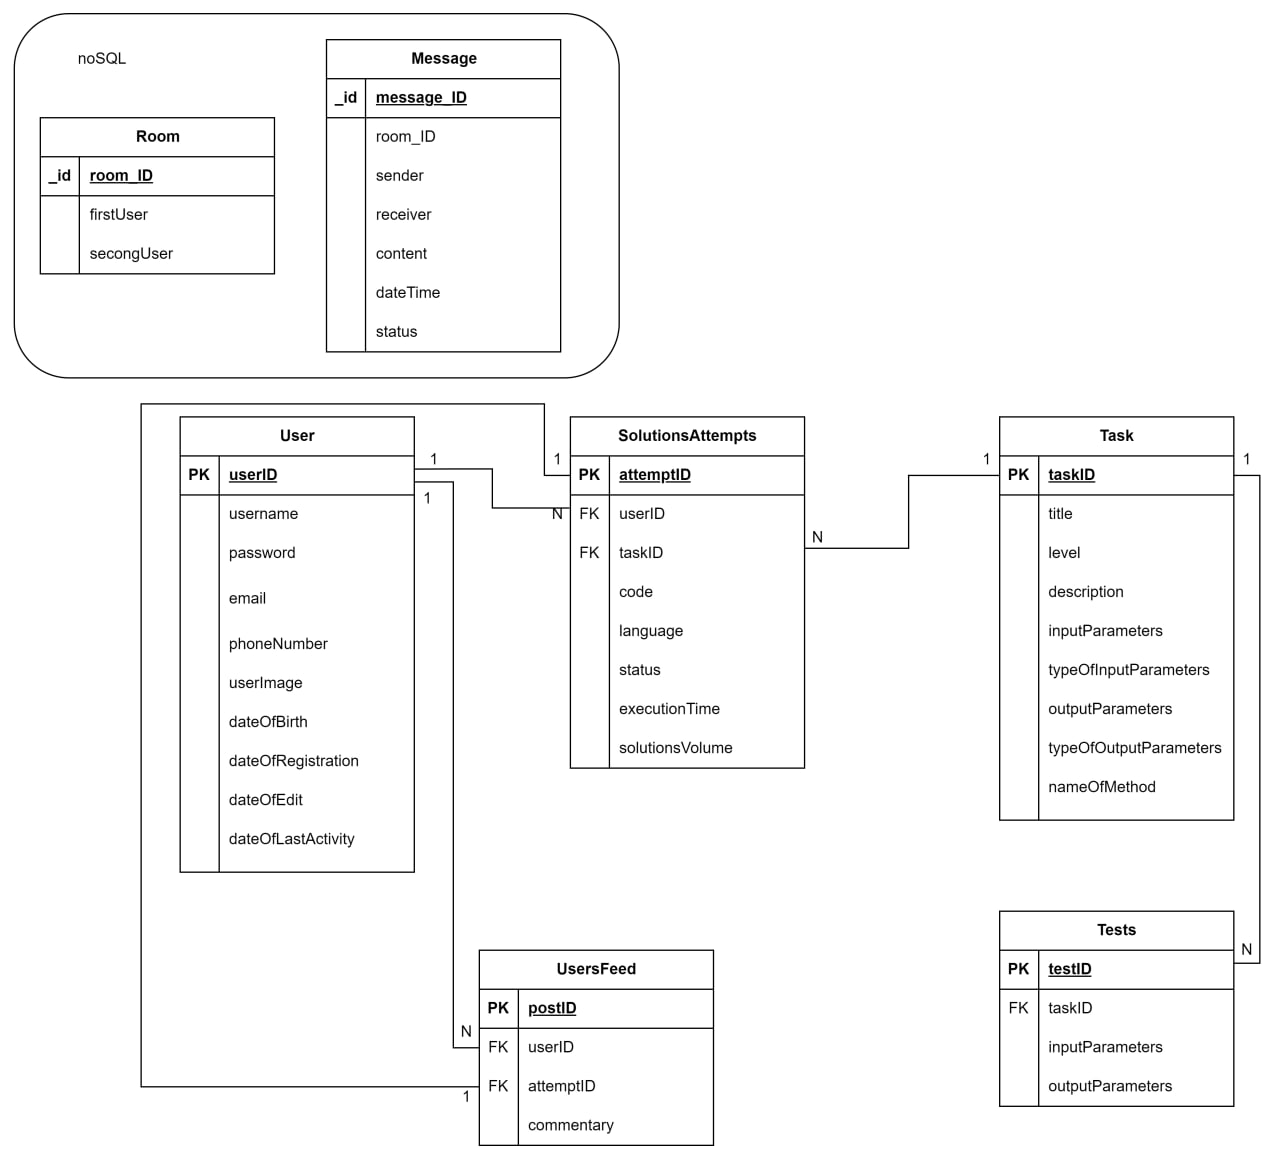 noSQL
Message
_id message_ID
room_ID
sender
receiver
content
dateTime
status
Room
_id room_ID
firstUser
secongUser
User
PK userID
username
password
email
phoneNumber
userImage
dateOfBirth
dateOfRegistration
dateOfEdit
dateOfLastActivity
1
1
1
N
SolutionsAttempts
PK attemptID
FK userID
FK taskID
code
language
status
executionTime
solutionsVolume
N
1
Task
PK taskID
title
level
description
inputParameters
typeOfInputParameters
outputParameters
typeOfOutputParameters
nameOfMethod
1
N
UsersFeed
PK postID
FK userID
FK attemptID
commentary
N
1
Tests
PK testID
FK taskID
inputParameters
outputParameters